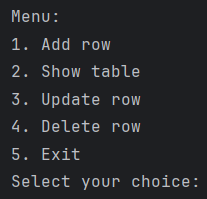 Menu:
1. Add row
2. Show table
3. Update row
4. Delete row
5. Exit
Select your choice: